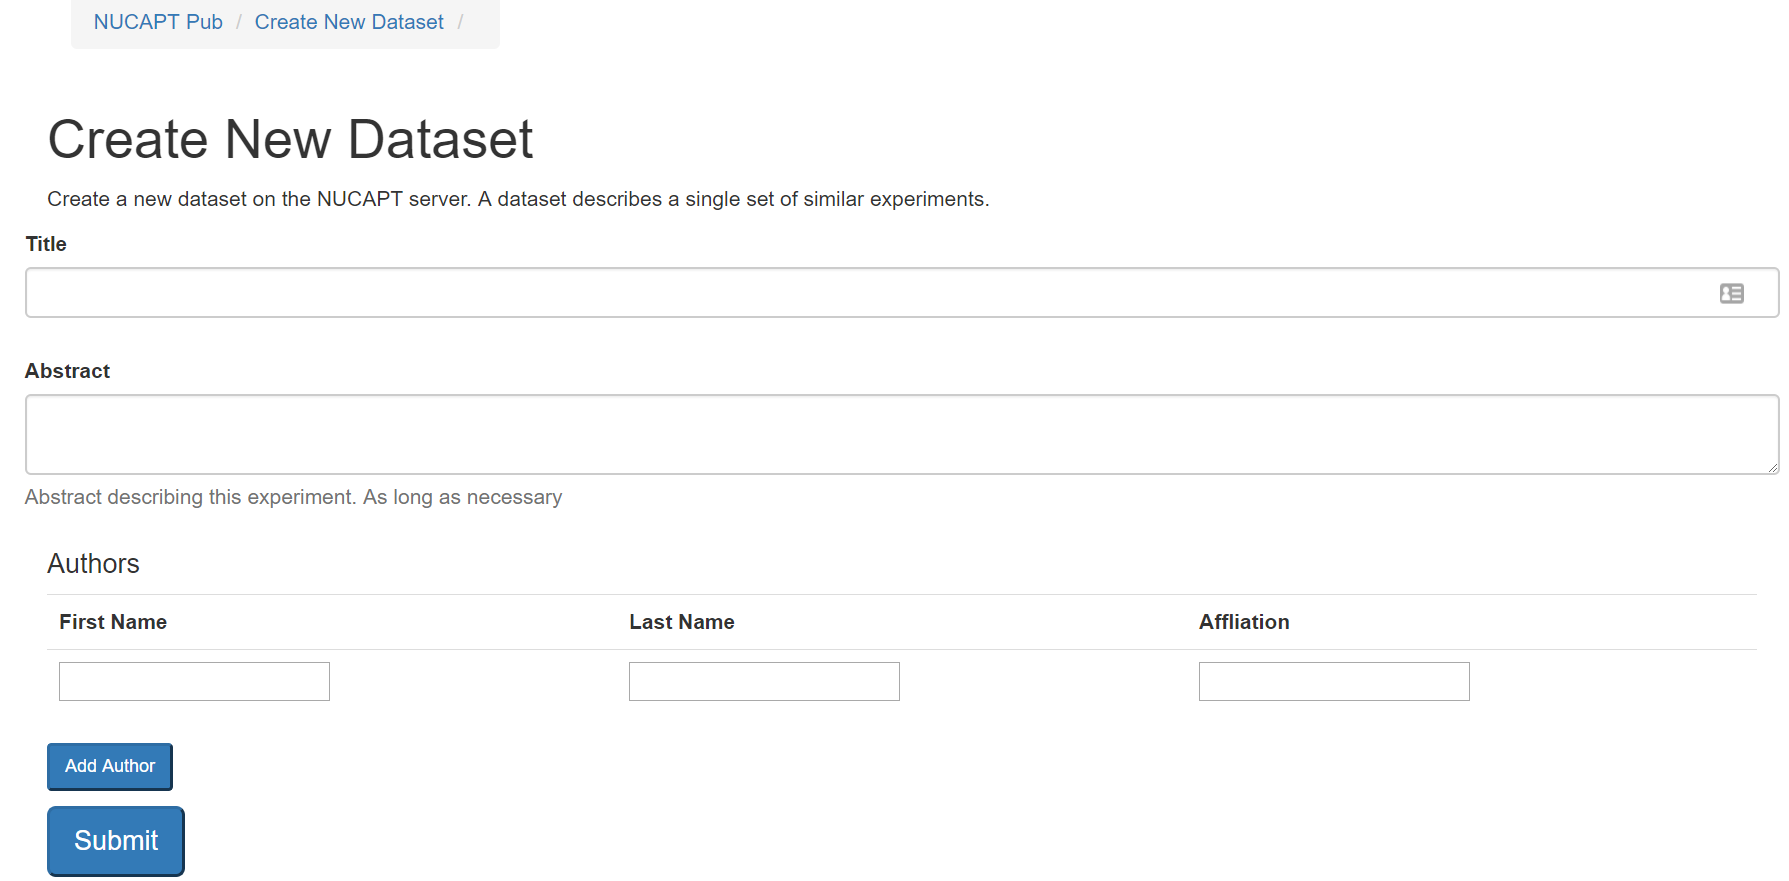 NUCAPT Pub / Create New Dataset /
Create New Dataset
Create a new dataset on the NUCAPT server. A dataset describes a single set of similar experiments.
Title
Abstract
Abstract describing this experiment. As long as necessary
Authors
First Name Last Name Affliation
Add Author
Submit